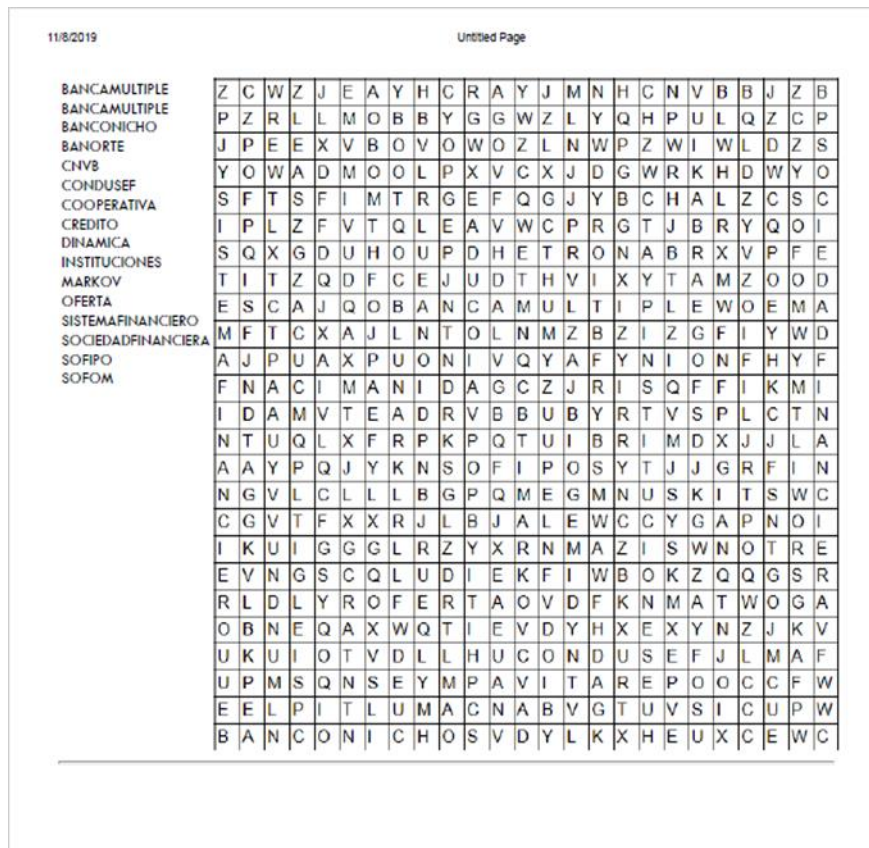 11/8/2019 Untitled Page
BANCAMULTIPLE
BANCAMULTIPLE
BANCONICHO
BANORTE
CNVB
CONDUSEF
COOPERATIVA
CREDITO
DINAMICA
INSTITUCIONES
MARKOV
OFERTA
SISTEMAFINANCIERO
SOCIEDADFINANCIERA
SOFIPO
SOFOM
Z C W Z J E A Y H C R A Y J M N H C N V B B J Z B
P Z R L L M O B B Y G G W Z L Y Q H P U L Q Z C P
J P E E X V B O V O W O Z L N W P Z W I W L D Z S
Y O W A D M O O L P X V C X J D G W R K H D W Y O
S F T S F I M T R G E F Q G J Y B C H A L Z C S C
I P L Z F V T Q L E A V W C P R G T J B R Y Q O I
S Q X G D U H O U P D H E T R O N A B R X V P F E
T I T Z Q D F C E J U D T H V I X Y T A M Z O O D
E S C A J Q O B A N C A M U L T I P L E W O E M A
M F T C X A J L N T O L N M Z B Z I Z G F I Y W D
A J P U A X P U O N I V Q Y A F Y N I O N F H Y F
F N A C I M A N I D A G C Z J R I S Q F F I K M I
I D A M V T E A D R V B B U B Y R T V S P L C T N
N T U Q L X F R P K P Q T U I B R I M D X J J L A
A A Y P Q J Y K N S O F I P O S Y T J J G R F I N
N G V L C L L L B G P Q M E G M N U S K I T S W C
C G V T F X X R J L B J A L E W C C Y G A P N O I
I K U I G G G L R Z Y X R N M A Z I S W N O T R E
E V N G S C Q L U D I E K F I W B O K Z Q Q G S R
R L D L Y R O F E R T A O V D F K N M A T W O G A
O B N E Q A X W Q T I E V D Y H X E X Y N Z J K V
U K U I O T V D L L H U C O N D U S E F J L M A F
U P M S Q N S E Y M P A V I T A R E P O O C C F W
E E L P I T L U M A C N A B V G T U V S I C U P W
B A N C O N I C H O S V D Y L K X H E U X C E W C